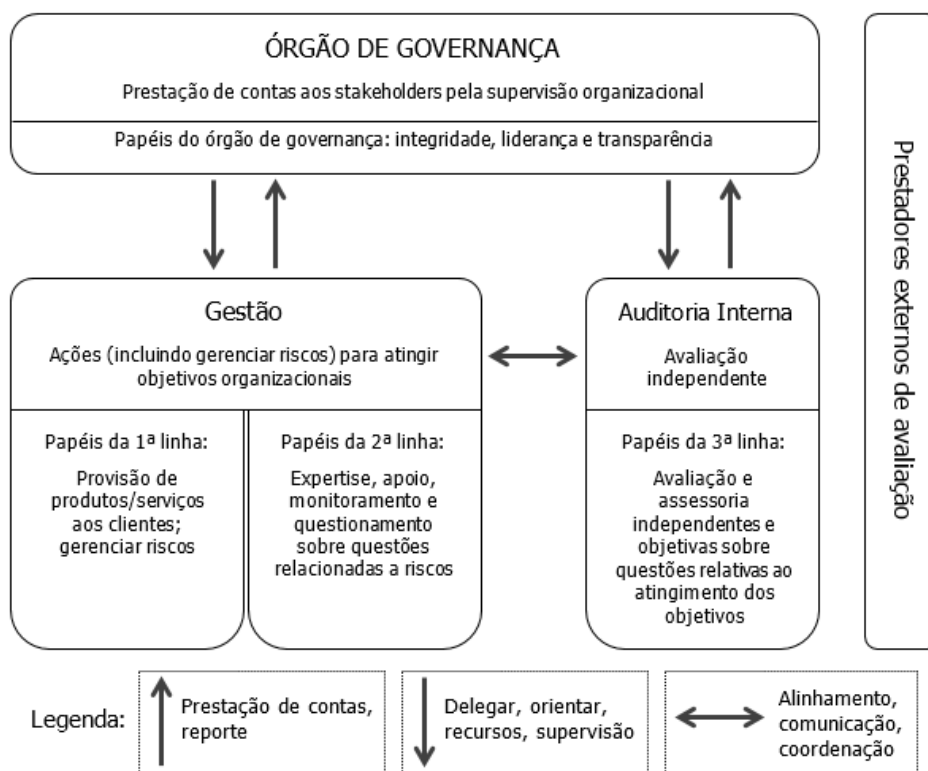 ÓRGÃO DE GOVERNANÇA
Prestação de contas aos stakeholders pela supervisão organizacional
Papéis do órgão de governança: integridade, liderança e transparência
Prestadores externos de avaliação
Gestão
Ações (incluindo gerenciar riscos) para atingir
objetivos organizacionais
Papéis da 1ª linha:
Provisão de
produtos/serviços
aos clientes;
gerenciar riscos
Papéis da 2ª linha:
Expertise, apoio,
monitoramento e
questionamento
sobre questões
relacionadas a riscos
Auditoria Interna
Avaliação
independente
Papéis da 3ª linha:
Avaliação e
assessoria
independentes e
objetivas sobre
questões relativas ao
atingimento dos
objetivos
Legenda:
Prestação de contas,
reporte
Delegar, orientar,
recursos, supervisão
Alinhamento,
comunicação,
coordenação